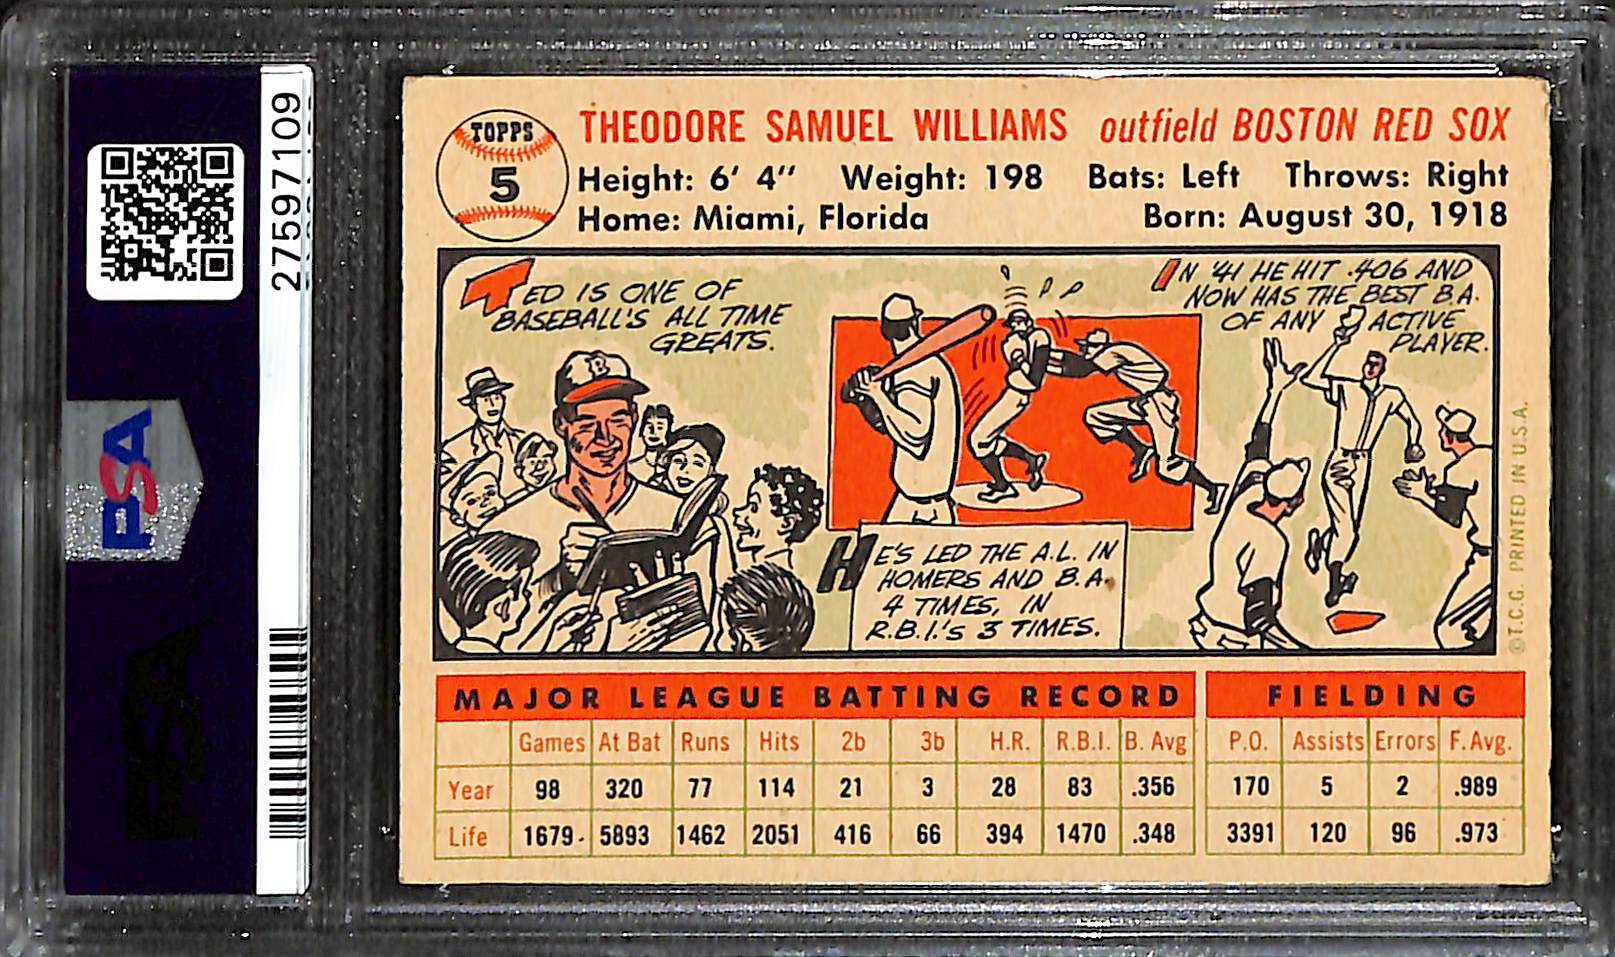 27597109
PSA
TOPPS
5
THEODORE SAMUEL WILLIAMS outfield BOSTON RED SOX
Height: 6' 4" Weight: 198 Bats: Left Throws: Right
Home: Miami, Florida Born: August 30, 1918
TED IS ONE OF
BASEBALL'S ALL TIME
GREATS.
B
HE'S LED THE A.L. IN
HOMERS AND B.A.
4 TIMES, IN
R.B.I.'S 3 TIMES.
IN '41 HE HIT .406 AND
NOW HAS THE BEST B.A.
OF ANY ACTIVE
PLAYER.
©T.C.G. PRINTED IN U.S.A.
MAJOR LEAGUE BATTING RECORD FIELDING
Games At Bat Runs Hits 2b 3b H.R. R.B.I. B. Avg P.O. Assists Errors F. Avg.
Year 98 320 77 114 21 3 28 83 .356 170 5 2 .989
Life 1679 5893 1462 2051 416 66 394 1470 .348 3391 120 96 .973
PSA